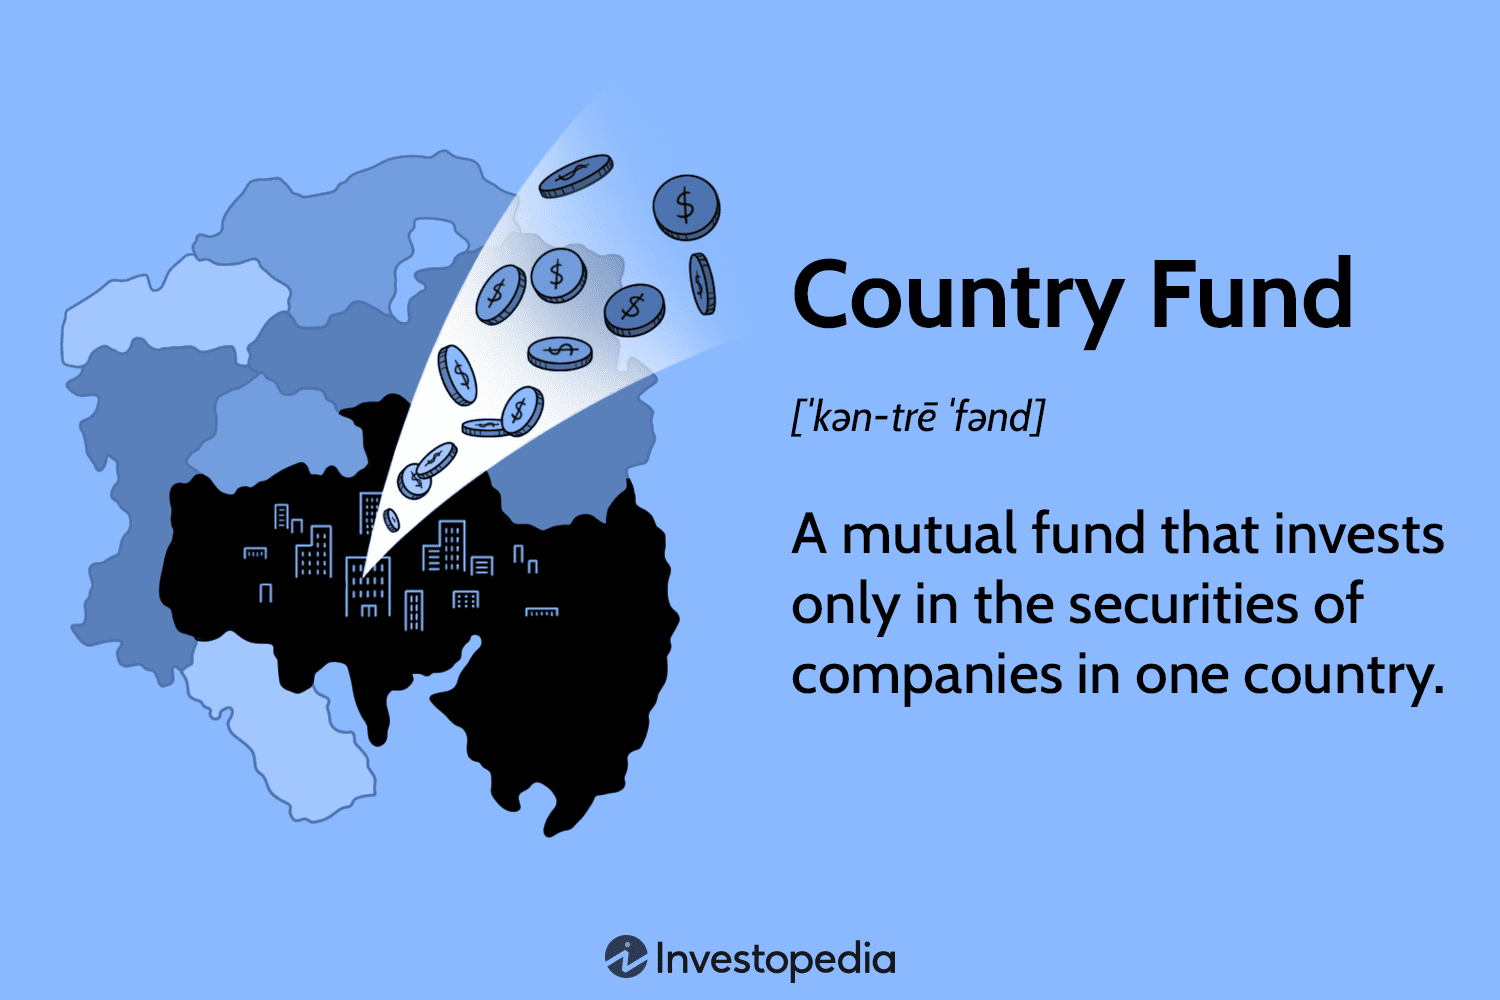 Country Fund
[ˈkən-trē ˈfənd]
A mutual fund that invests
only in the securities of
companies in one country.
$
$
$
$
$
$
$
$
$
$
$
$
Investopedia